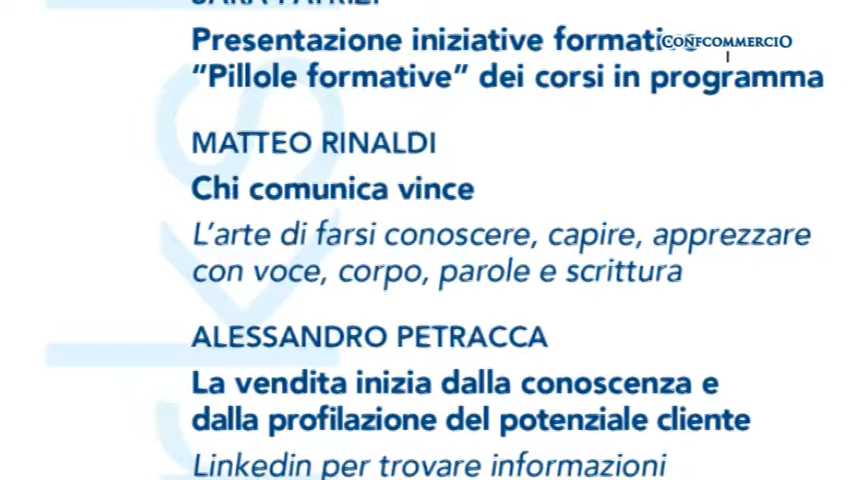 Presentazione iniziative formati
CONFCOMMERCIO
"Pillole formative" dei corsi in programma
MATTEO RINALDI
Chi comunica vince
L'arte di farsi conoscere, capire, apprezzare
con voce, corpo, parole e scrittura
ALESSANDRO PETRACCA
La vendita inizia dalla conoscenza e
dalla profilazione del potenziale cliente
Linkedin per trovare informazioni